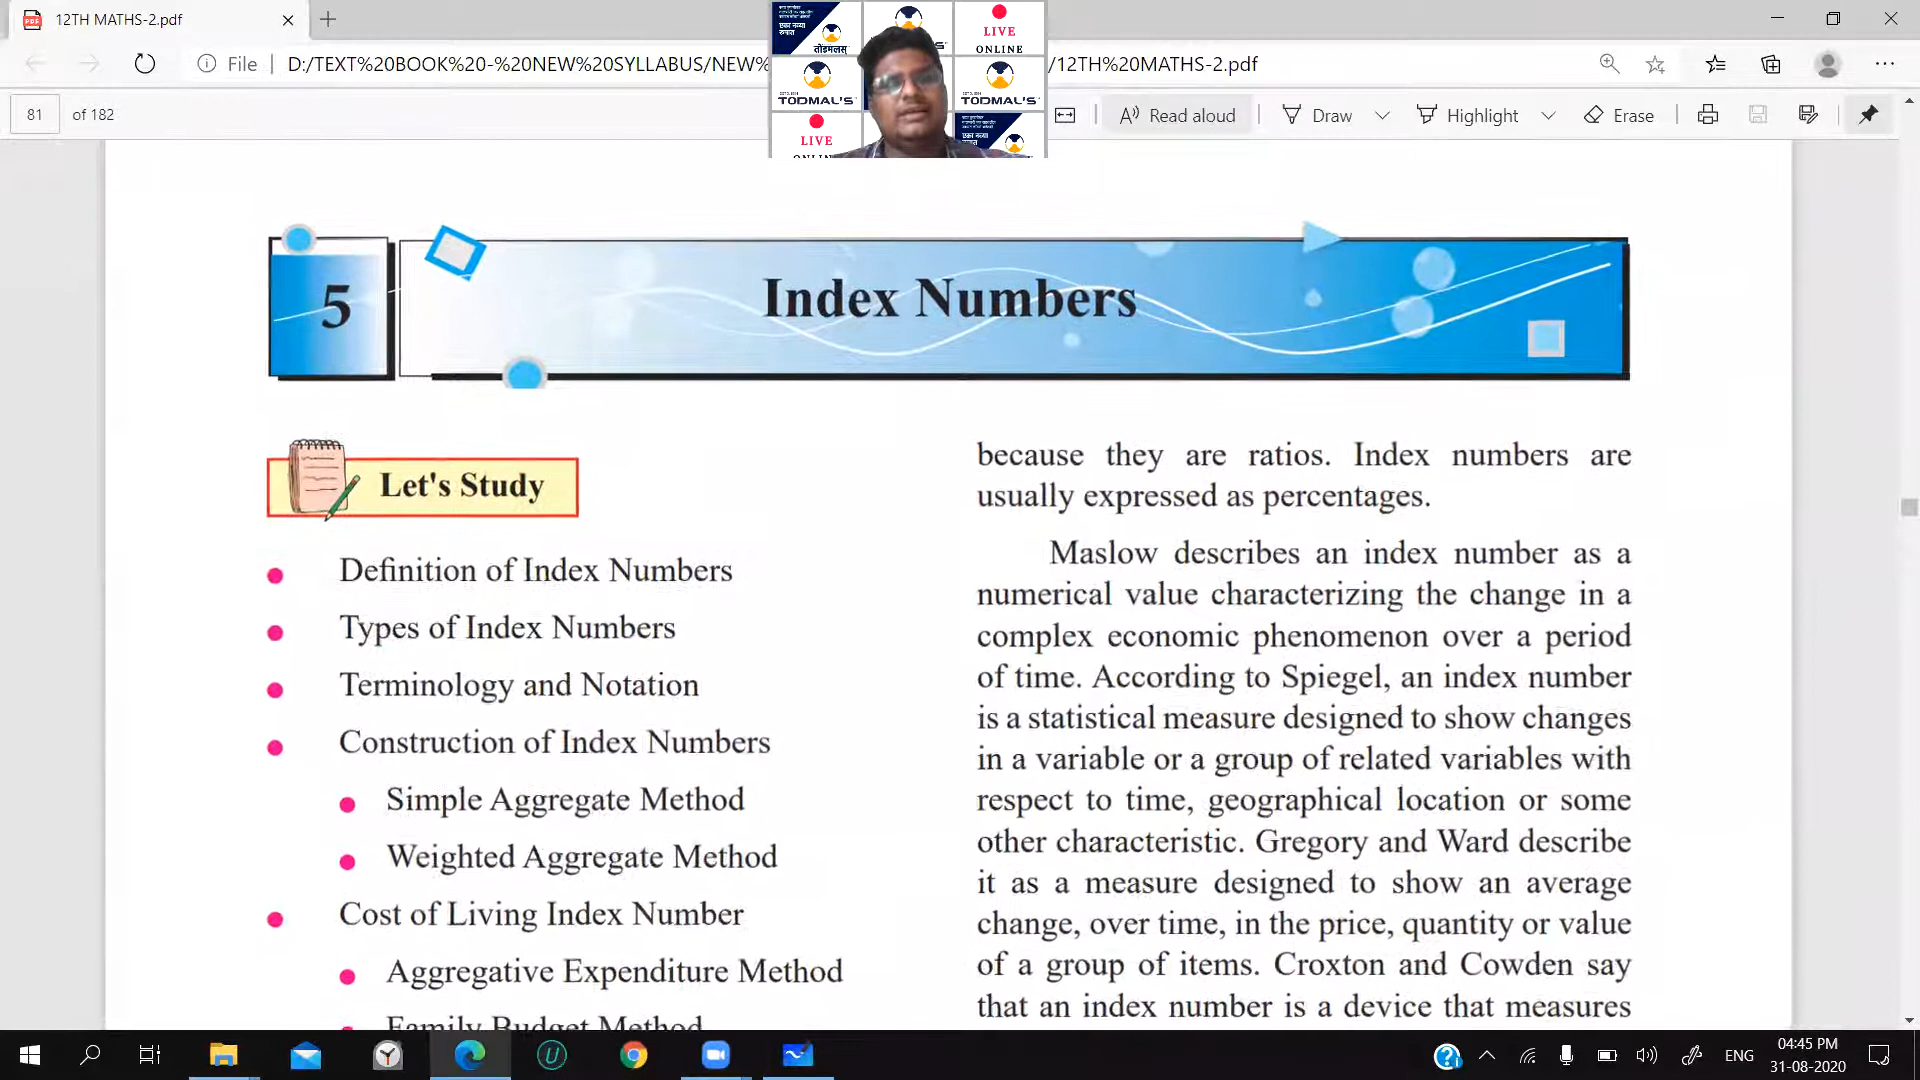 12TH MATHS-2.pdf
File
D:/TEXT%20BOOK%20-%20NEW%20SYLLABUS/NEW%
/12TH%20MATHS-2.pdf
81 of 182
Read aloud
Draw
Highlight
Erase
तोडमलस्
LIVE
ONLINE
TODMAL'S
TODMAL'S
LIVE
5
Index Numbers
Let's Study
Definition of Index Numbers
Types of Index Numbers
Terminology and Notation
Construction of Index Numbers
Simple Aggregate Method
Weighted Aggregate Method
Cost of Living Index Number
Aggregative Expenditure Method
Family Budget Method
because they are ratios. Index numbers are
usually expressed as percentages.
Maslow describes an index number as a
numerical value characterizing the change in a
complex economic phenomenon over a period
of time. According to Spiegel, an index number
is a statistical measure designed to show changes
in a variable or a group of related variables with
respect to time, geographical location or some
other characteristic. Gregory and Ward describe
it as a measure designed to show an average
change, over time, in the price, quantity or value
of a group of items. Croxton and Cowden say
that an index number is a device that measures
ENG
04:45 PM
31-08-2020